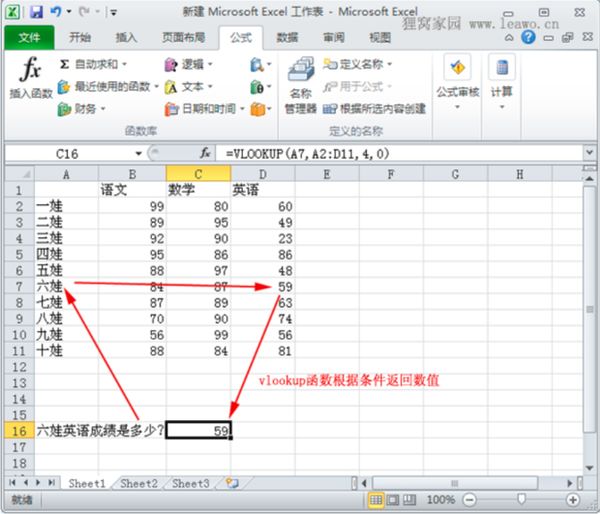 新建 Microsoft Excel 工作表 - Microsoft Excel
狸窝家园 www.leawo.cn
文件 开始 插入 页面布局 公式 数据 审阅 视图
fx 插入函数
Σ 自动求和
最近使用的函数
财务
逻辑
文本
日期和时间
函数库
名称管理器
定义名称
用于公式
根据所选内容创建
定义的名称
公式审核
计算
C16 fx =VLOOKUP(A7,A2:D11,4,0)
A B C D E F G H
1 语文 数学 英语
2 一娃 99 80 60
3 二娃 89 95 49
4 三娃 92 90 23
5 四娃 95 86 86
6 五娃 88 97 48
7 六娃 84 87 59
8 七娃 87 89 63
9 八娃 70 90 74
10 九娃 56 99 56
11 十娃 88 84 81
12
13 vlookup函数根据条件返回数值
14
15
16 六娃英语成绩是多少? 59
17
18
Sheet1 Sheet2 Sheet3
就绪 100%